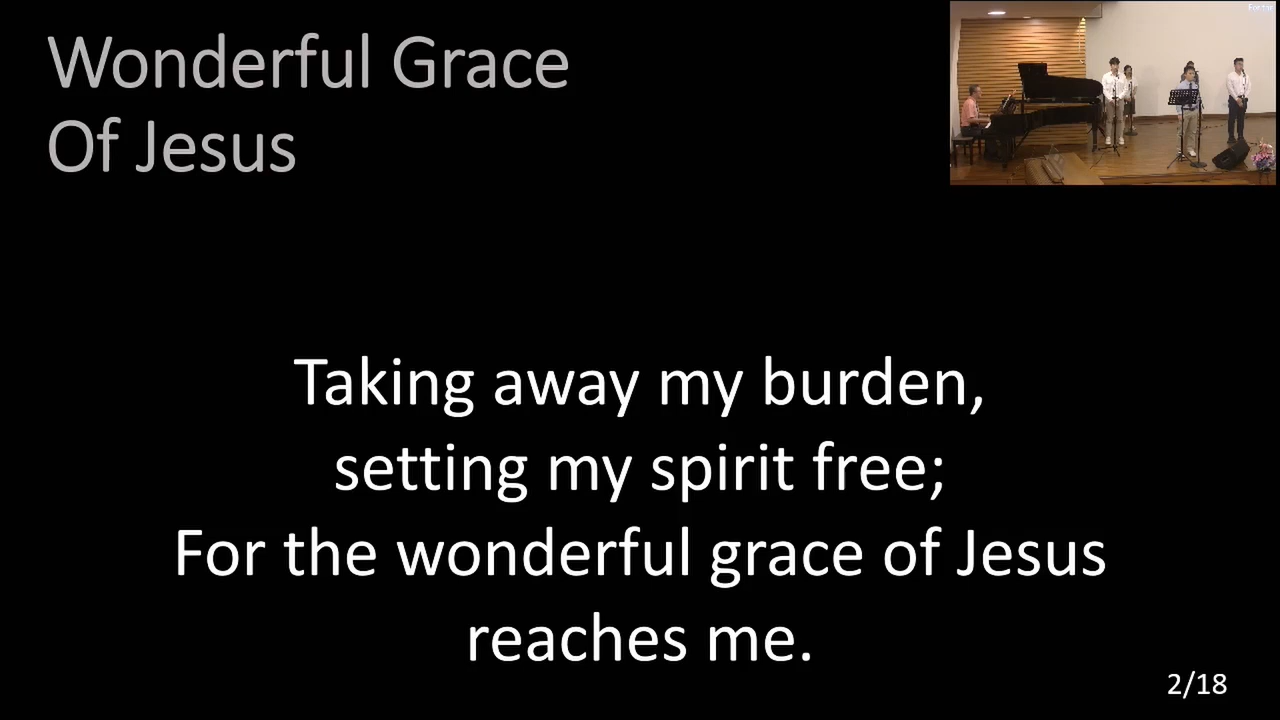 Wonderful Grace
Of Jesus
Taking away my burden,
setting my spirit free;
For the wonderful grace of Jesus
reaches me.
2/18